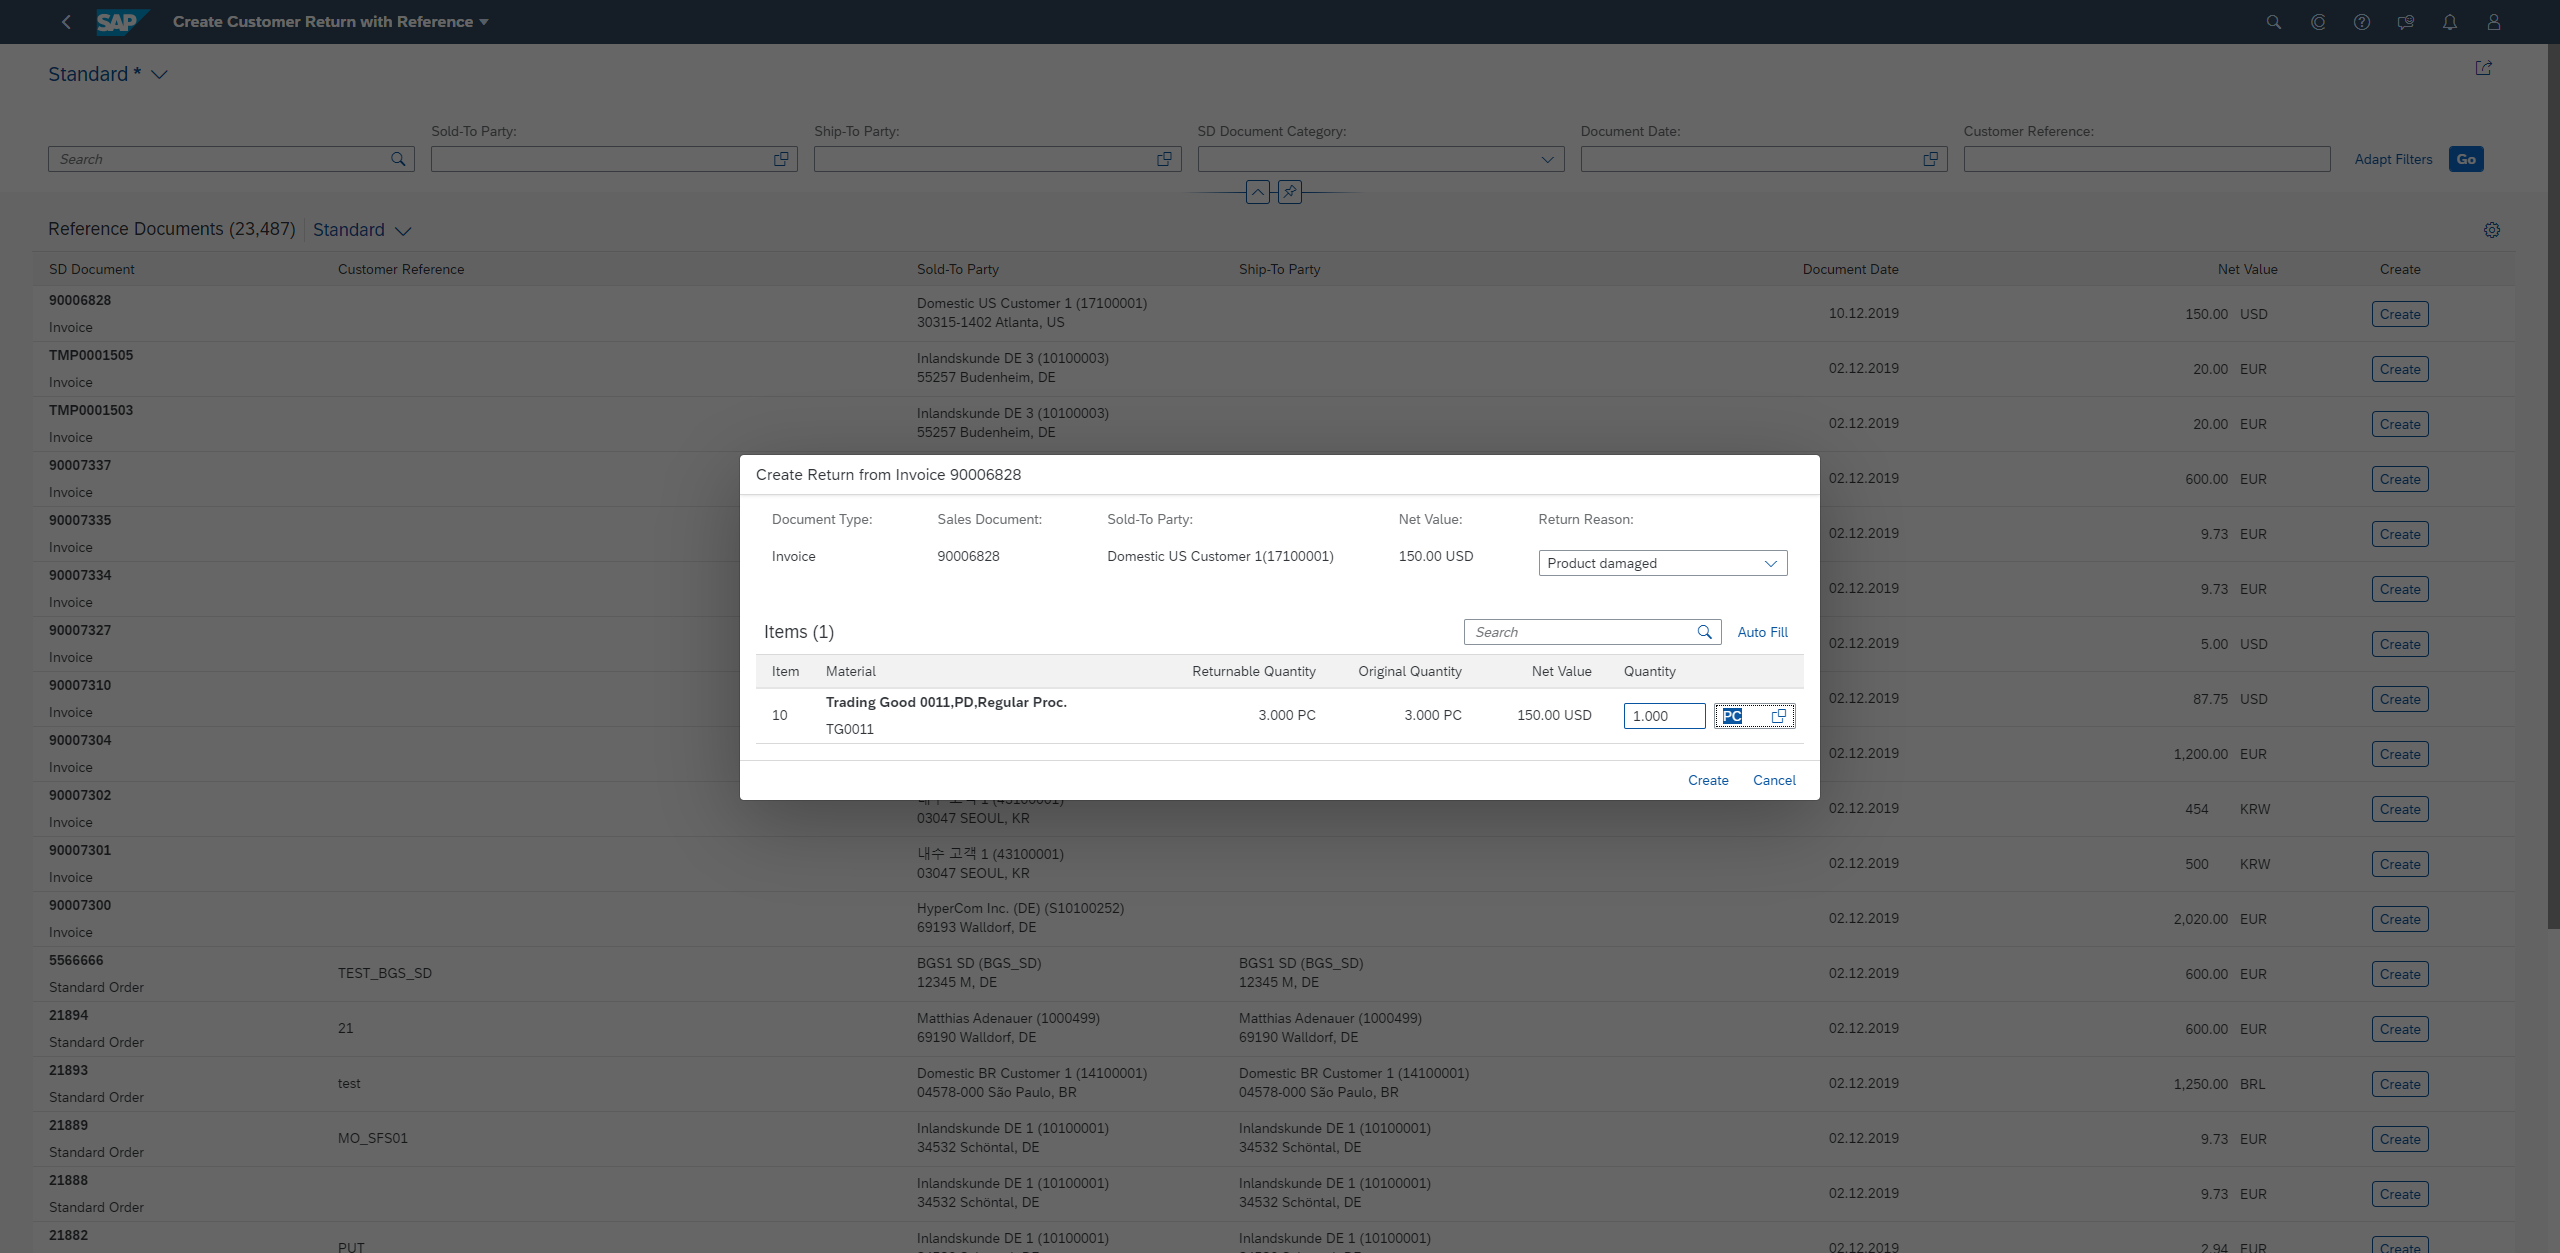 SAP Create Customer Return with Reference
Standard *
Sold-To Party: Ship-To Party: SD Document Category: Document Date: Customer Reference:
Search Adapt Filters Go
Reference Documents (23,487) Standard
SD Document Customer Reference Sold-To Party Ship-To Party Document Date Net Value Create
90006828
Invoice
Domestic US Customer 1 (17100001)
30315-1402 Atlanta, US
10.12.2019 150.00 USD Create
TMP0001505
Invoice
Inlandskunde DE 3 (10100003)
55257 Budenheim, DE
02.12.2019 20.00 EUR Create
TMP0001503
Invoice
Inlandskunde DE 3 (10100003)
55257 Budenheim, DE
02.12.2019 20.00 EUR Create
90007337
Invoice
02.12.2019 600.00 EUR Create
90007335
Invoice
02.12.2019 9.73 EUR Create
90007334
Invoice
02.12.2019 9.73 EUR Create
90007327
Invoice
02.12.2019 5.00 USD Create
90007310
Invoice
02.12.2019 87.75 USD Create
90007304
Invoice
02.12.2019 1,200.00 EUR Create
Create Return from Invoice 90006828
Document Type: Sales Document: Sold-To Party: Net Value: Return Reason:
Invoice 90006828 Domestic US Customer 1(17100001) 150.00 USD Product damaged
Items (1) Search Auto Fill
Item Material Returnable Quantity Original Quantity Net Value Quantity
Trading Good 0011,PD,Regular Proc.
10 3.000 PC 3.000 PC 150.00 USD 1.000 PC
TG0011
Create Cancel
90007302
Invoice
03047 SEOUL, KR
02.12.2019 454 KRW Create
90007301
Invoice
내수 고객 1 (43100001)
03047 SEOUL, KR
02.12.2019 500 KRW Create
90007300
Invoice
HyperCom Inc. (DE) (S10100252)
69193 Walldorf, DE
02.12.2019 2,020.00 EUR Create
5566666
Standard Order
TEST_BGS_SD
BGS1 SD (BGS_SD)
12345 M, DE
BGS1 SD (BGS_SD)
12345 M, DE
02.12.2019 600.00 EUR Create
21894
Standard Order
21
Matthias Adenauer (1000499)
69190 Walldorf, DE
Matthias Adenauer (1000499)
69190 Walldorf, DE
02.12.2019 600.00 EUR Create
21893
Standard Order
test
Domestic BR Customer 1 (14100001)
04578-000 São Paulo, BR
Domestic BR Customer 1 (14100001)
04578-000 São Paulo, BR
02.12.2019 1,250.00 BRL Create
21889
Standard Order
MO_SFS01
Inlandskunde DE 1 (10100001)
34532 Schöntal, DE
Inlandskunde DE 1 (10100001)
34532 Schöntal, DE
02.12.2019 9.73 EUR Create
21888
Standard Order
Inlandskunde DE 1 (10100001)
34532 Schöntal, DE
Inlandskunde DE 1 (10100001)
34532 Schöntal, DE
02.12.2019 9.73 EUR Create
21882
PUT
Inlandskunde DE 1 (10100001)
Inlandskunde DE 1 (10100001)
02.12.2019 2.94 EUR Create